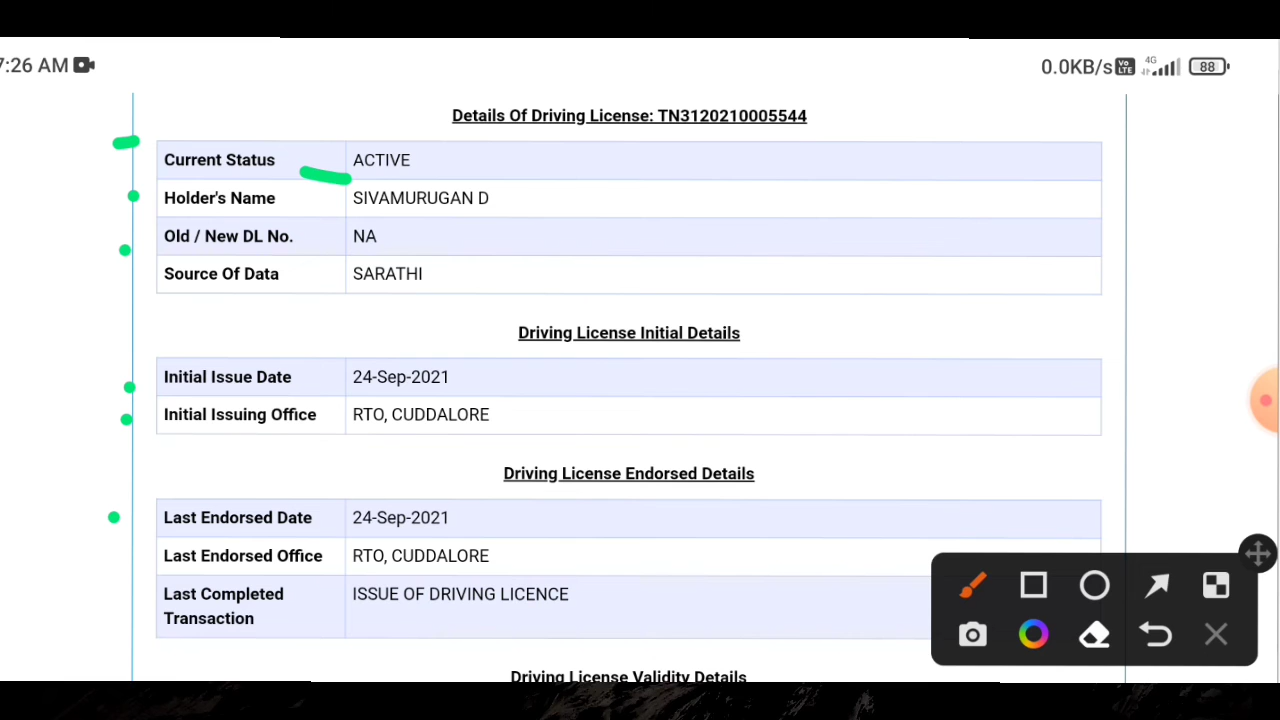 7:26 AM
0.0KB/s Vo LTE 4G 88
Details Of Driving License: TN3120210005544
Current Status ACTIVE
Holder's Name SIVAMURUGAN D
Old / New DL No. NA
Source Of Data SARATHI
Driving License Initial Details
Initial Issue Date 24-Sep-2021
Initial Issuing Office RTO, CUDDALORE
Driving License Endorsed Details
Last Endorsed Date 24-Sep-2021
Last Endorsed Office RTO, CUDDALORE
Last Completed ISSUE OF DRIVING LICENCE
Transaction
Driving License Validity Details